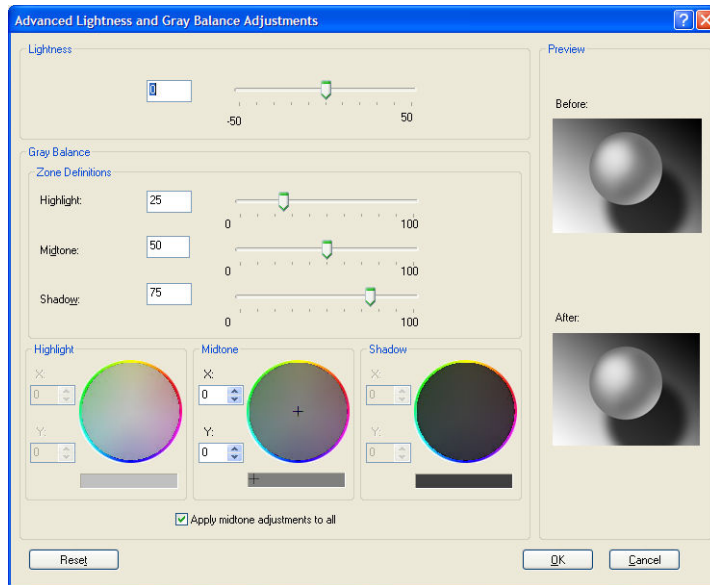 Advanced Lightness and Gray Balance Adjustments
Lightness
0
-50 50
Gray Balance
Zone Definitions
Highlight: 25
0 100
Midtone: 50
0 100
Shadow: 75
0 100
Highlight
X:
0
Y:
0
Midtone
X:
0
Y:
0
Shadow
X:
0
Y:
0
Apply midtone adjustments to all
Preview
Before:
After:
Reset OK Cancel